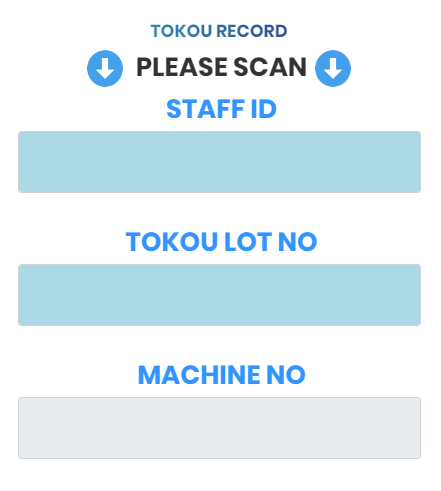 TOKOU RECORD
PLEASE SCAN
STAFF ID
TOKOU LOT NO
MACHINE NO